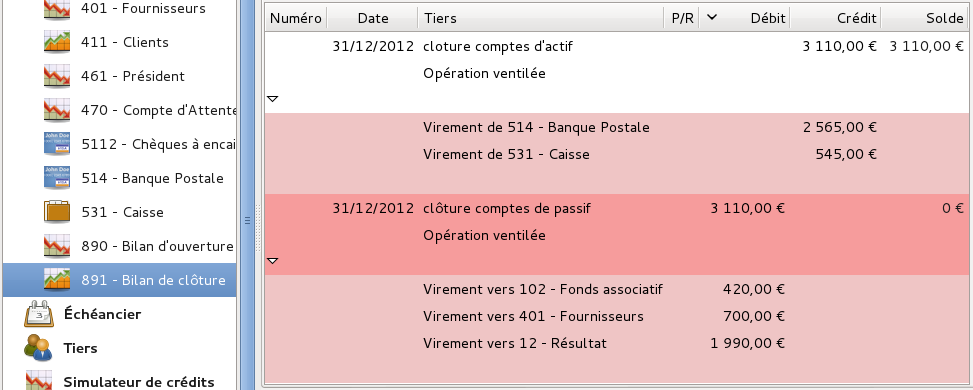 401 - Fournisseurs
411 - Clients
461 - Président
470 - Compte d'Attente
5112 - Chèques à encai
514 - Banque Postale
531 - Caisse
890 - Bilan d'ouverture
891 - Bilan de clôture
Échéancier
Tiers
Simulateur de crédits
Numéro Date Tiers P/R Débit Crédit Solde
31/12/2012 cloture comptes d'actif 3 110,00 € 3 110,00 €
Opération ventilée
Virement de 514 - Banque Postale 2 565,00 €
Virement de 531 - Caisse 545,00 €
31/12/2012 clôture comptes de passif 3 110,00 € 0 €
Opération ventilée
Virement vers 102 - Fonds associatif 420,00 €
Virement vers 401 - Fournisseurs 700,00 €
Virement vers 12 - Résultat 1 990,00 €